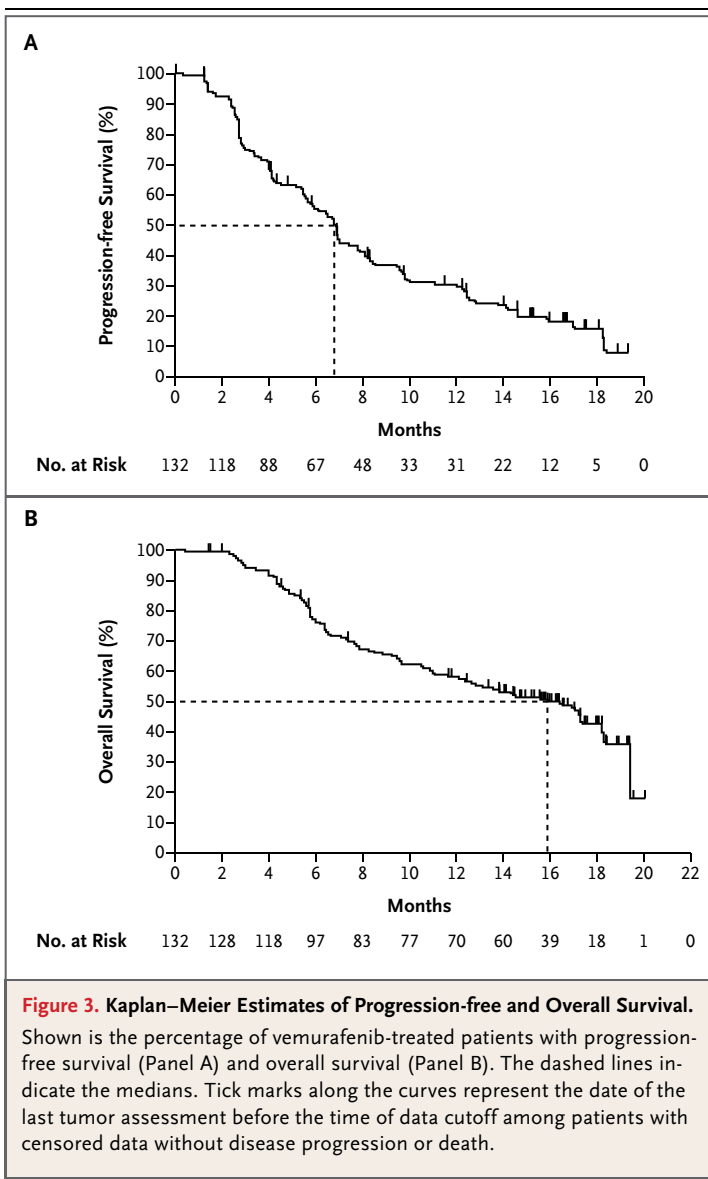 A
Progression-free Survival (%)
100
90
80
70
60
50
40
30
20
10
0
0 2 4 6 8 10 12 14 16 18 20
Months
No. at Risk 132 118 88 67 48 33 31 22 12 5 0
B
Overall Survival (%)
100
90
80
70
60
50
40
30
20
10
0
0 2 4 6 8 10 12 14 16 18 20 22
Months
No. at Risk 132 128 118 97 83 77 70 60 39 18 1 0
Figure 3. Kaplan–Meier Estimates of Progression-free and Overall Survival.
Shown is the percentage of vemurafenib-treated patients with progression-
free survival (Panel A) and overall survival (Panel B). The dashed lines in-
dicate the medians. Tick marks along the curves represent the date of the
last tumor assessment before the time of data cutoff among patients with
censored data without disease progression or death.